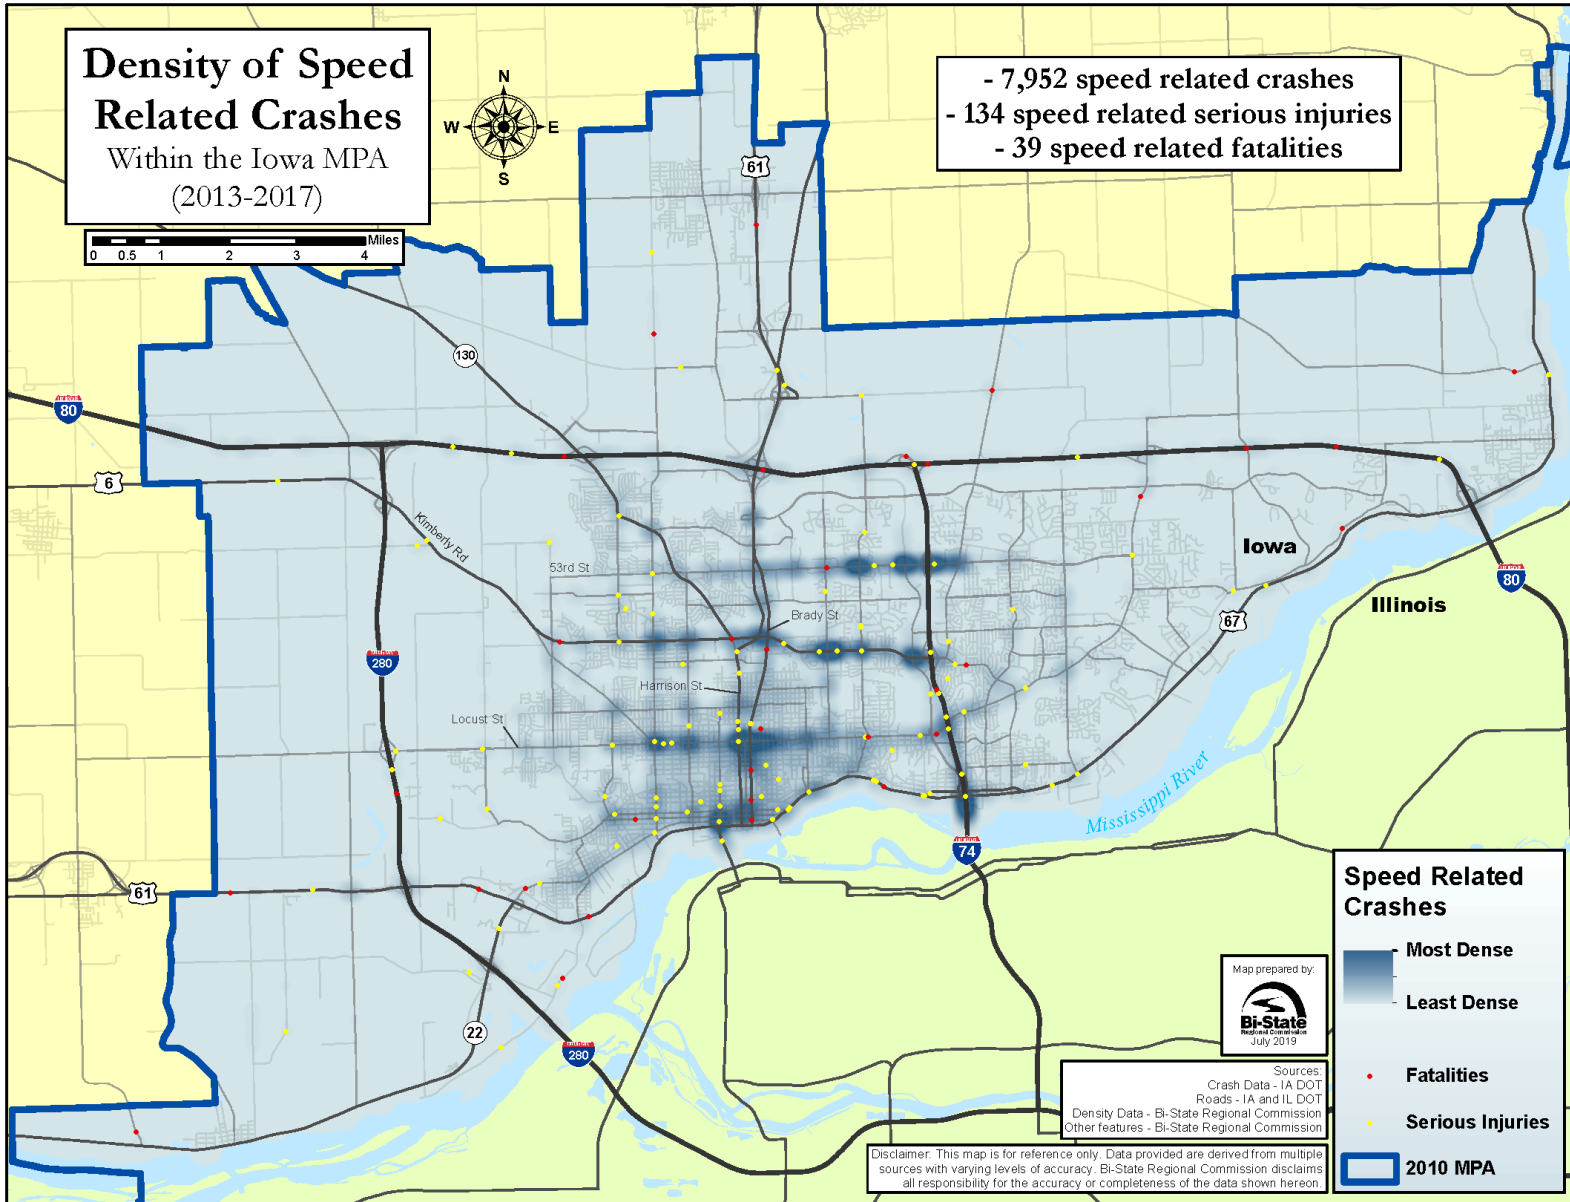 Density of Speed
Related Crashes
Within the Iowa MPA
(2013-2017)
Miles
0 0.5 1 2 3 4
N
W E
S
- 7,952 speed related crashes
- 134 speed related serious injuries
- 39 speed related fatalities
61
130
80
6
Kimberly Rd
53rd St
Iowa
80
Illinois
Brady St
67
280
Harrison St
Locust St
Mississippi River
74
61
22
280
Map prepared by:
Bi-State
Regional Commission
July 2019
Sources:
Crash Data - IA DOT
Roads - IA and IL DOT
Density Data - Bi-State Regional Commission
Other features - Bi-State Regional Commission
Disclaimer: This map is for reference only. Data provided are derived from multiple
sources with varying levels of accuracy. Bi-State Regional Commission disclaims
all responsibility for the accuracy or completeness of the data shown hereon.
Speed Related
Crashes
Most Dense
Least Dense
Fatalities
Serious Injuries
2010 MPA